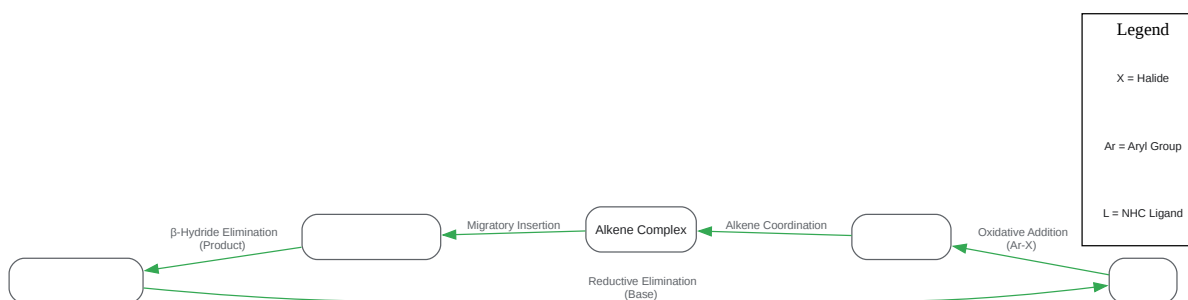 Legend
X = Halide
Ar = Aryl Group
L = NHC Ligand
β-Hydride Elimination
(Product)
Migratory Insertion
Alkene Complex
Alkene Coordination
Oxidative Addition
(Ar-X)
Reductive Elimination
(Base)